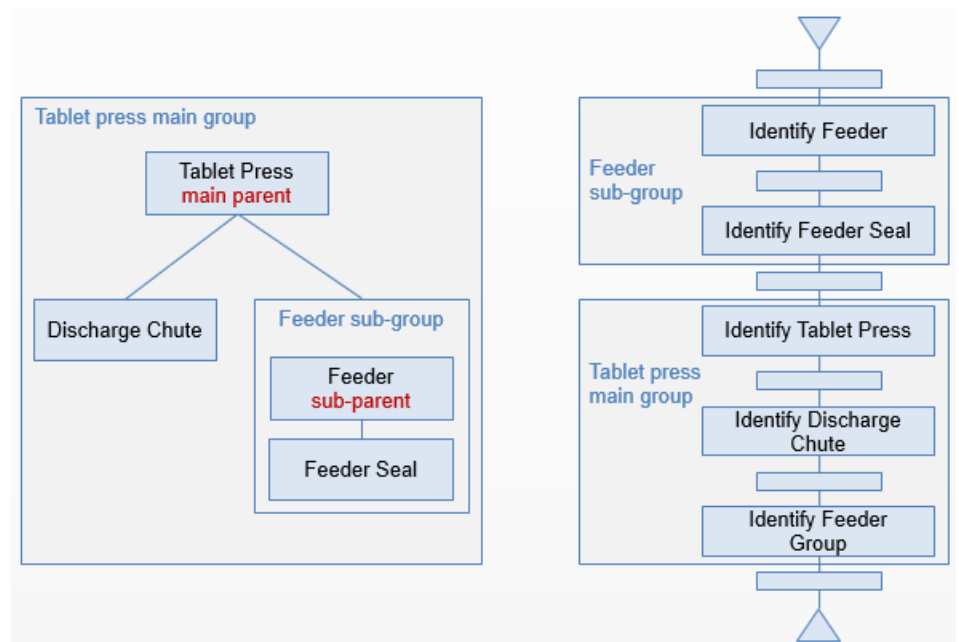 Tablet press main group
Tablet Press
main parent
Discharge Chute
Feeder sub-group
Feeder
sub-parent
Feeder Seal
Identify Feeder
Feeder
sub-group
Identify Feeder Seal
Identify Tablet Press
Tablet press
main group
Identify Discharge
Chute
Identify Feeder
Group